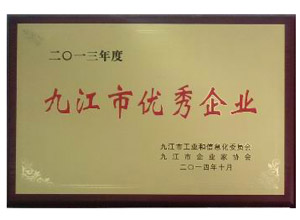 二〇一三年度
九江市优秀企业
九江市工业和信息化委员会
九江市企业家协会
二〇一四年十月